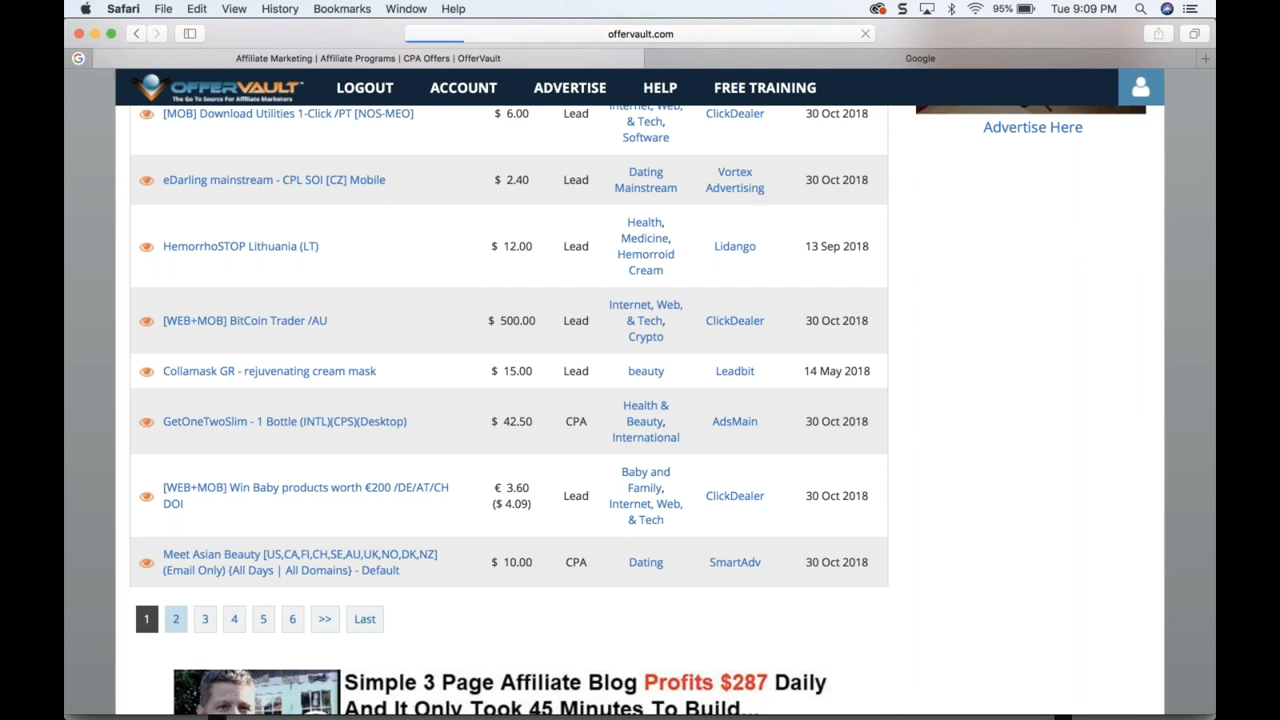 Safari File Edit View History Bookmarks Window Help 95% Tue 9:09 PM
offervault.com
Affiliate Marketing | Affiliate Programs | CPA Offers | OfferVault Google
OFFERVAULT LOGOUT ACCOUNT ADVERTISE HELP FREE TRAINING
The Go To Source For Affiliate Marketers
Internet, Web,
[MOB] Download Utilities 1-Click /PT [NOS-MEO] $ 6.00 Lead & Tech, ClickDealer 30 Oct 2018
Software
Advertise Here
Dating
eDarling mainstream - CPL SOI [CZ] Mobile $ 2.40 Lead Mainstream Vortex Advertising 30 Oct 2018
Health,
Medicine,
HemorrhoSTOP Lithuania (LT) $ 12.00 Lead Hemorroid Lidango 13 Sep 2018
Cream
Internet, Web,
[WEB+MOB] BitCoin Trader /AU $ 500.00 Lead & Tech, ClickDealer 30 Oct 2018
Crypto
Collamask GR - rejuvenating cream mask $ 15.00 Lead beauty Leadbit 14 May 2018
Health &
GetOneTwoSlim - 1 Bottle (INTL)(CPS)(Desktop) $ 42.50 CPA Beauty, AdsMain 30 Oct 2018
International
Baby and
[WEB+MOB] Win Baby products worth €200 /DE/AT/CH € 3.60 Family,
DOI ($ 4.09) Lead Internet, Web, ClickDealer 30 Oct 2018
& Tech
Meet Asian Beauty [US,CA,FI,CH,SE,AU,UK,NO,DK,NZ]
(Email Only) {All Days | All Domains} - Default $ 10.00 CPA Dating SmartAdv 30 Oct 2018
1 2 3 4 5 6 >> Last
Simple 3 Page Affiliate Blog Profits $287 Daily
And It Only Took 45 Minutes To Build...